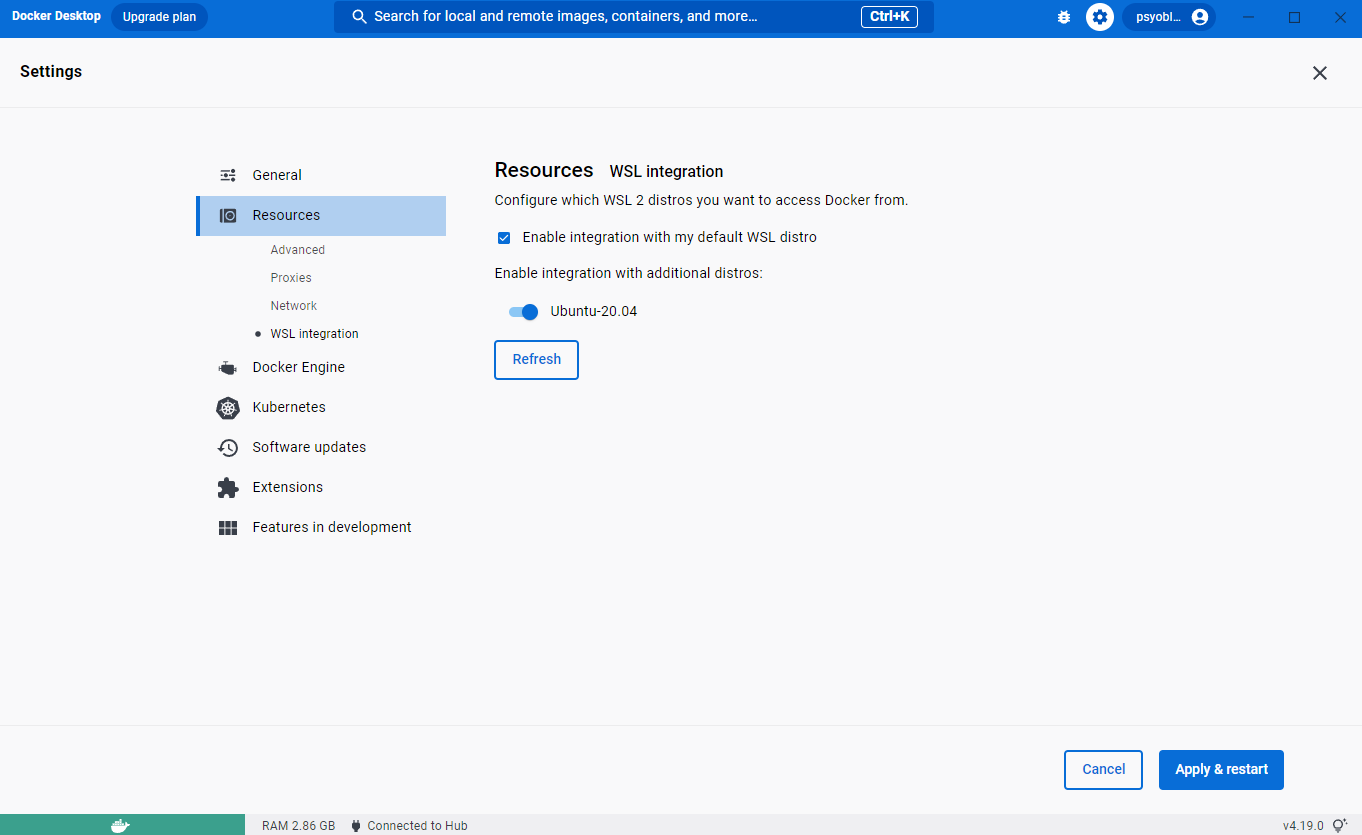 Docker Desktop Upgrade plan Search for local and remote images, containers, and more... Ctrl+K psyobl...
Settings
General
Resources
Advanced
Proxies
Network
WSL integration
Docker Engine
Kubernetes
Software updates
Extensions
Features in development
Resources WSL integration
Configure which WSL 2 distros you want to access Docker from.
Enable integration with my default WSL distro
Enable integration with additional distros:
Ubuntu-20.04
Refresh
Cancel Apply & restart
RAM 2.86 GB Connected to Hub v4.19.0